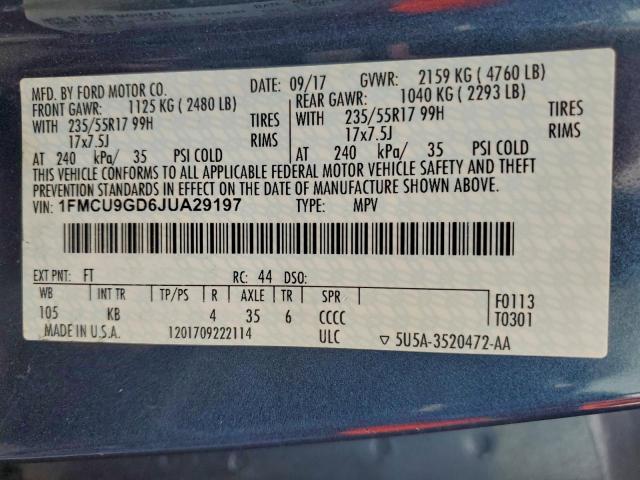 MFD. BY FORD MOTOR CO.
DATE: 09/17 GVWR: 2159 KG ( 4760 LB)
FRONT GAWR: 1125 KG ( 2480 LB) REAR GAWR: 1040 KG ( 2293 LB)
WITH 235/55R17 99H TIRES WITH 235/55R17 99H TIRES
17x7.5J RIMS 17x7.5J RIMS
AT 240 kPa/ 35 PSI COLD AT 240 kPa/ 35 PSI COLD
THIS VEHICLE CONFORMS TO ALL APPLICABLE FEDERAL MOTOR VEHICLE SAFETY AND THEFT
PREVENTION STANDARDS IN EFFECT ON THE DATE OF MANUFACTURE SHOWN ABOVE.
VIN: 1FMCU9GD6JUA29197 TYPE: MPV
EXT PNT: FT RC: 44 DSO:
WB INT TR TP/PS R AXLE TR SPR F0113
105 KB 4 35 6 CCCC T0301
MADE IN U.S.A. 1201709222114 ULC ▽ 5U5A-3520472-AA